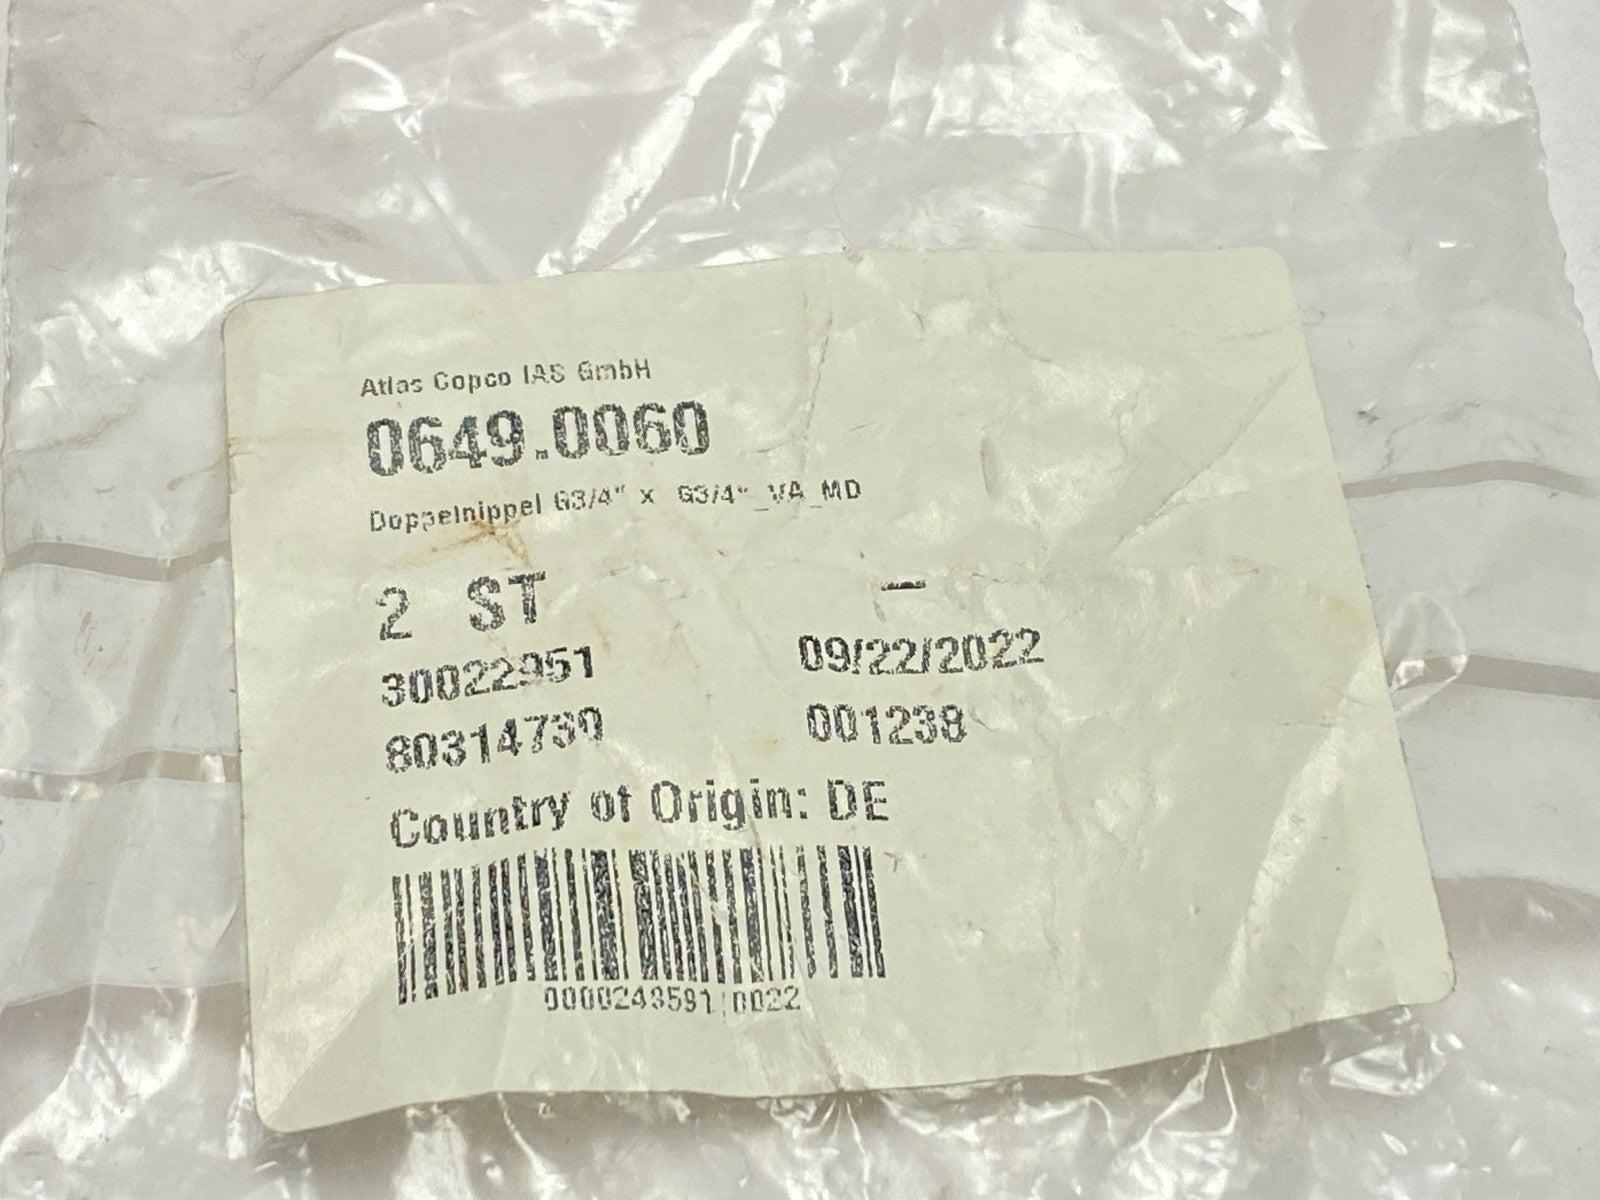 Atlas Copco IAS GmbH
0649.0060
Doppelnippel G3/4" x G3/4"_VA_MD
2 ST –
30022951 09/22/2022
80314739 001238
Country of Origin: DE
0000248591 0022